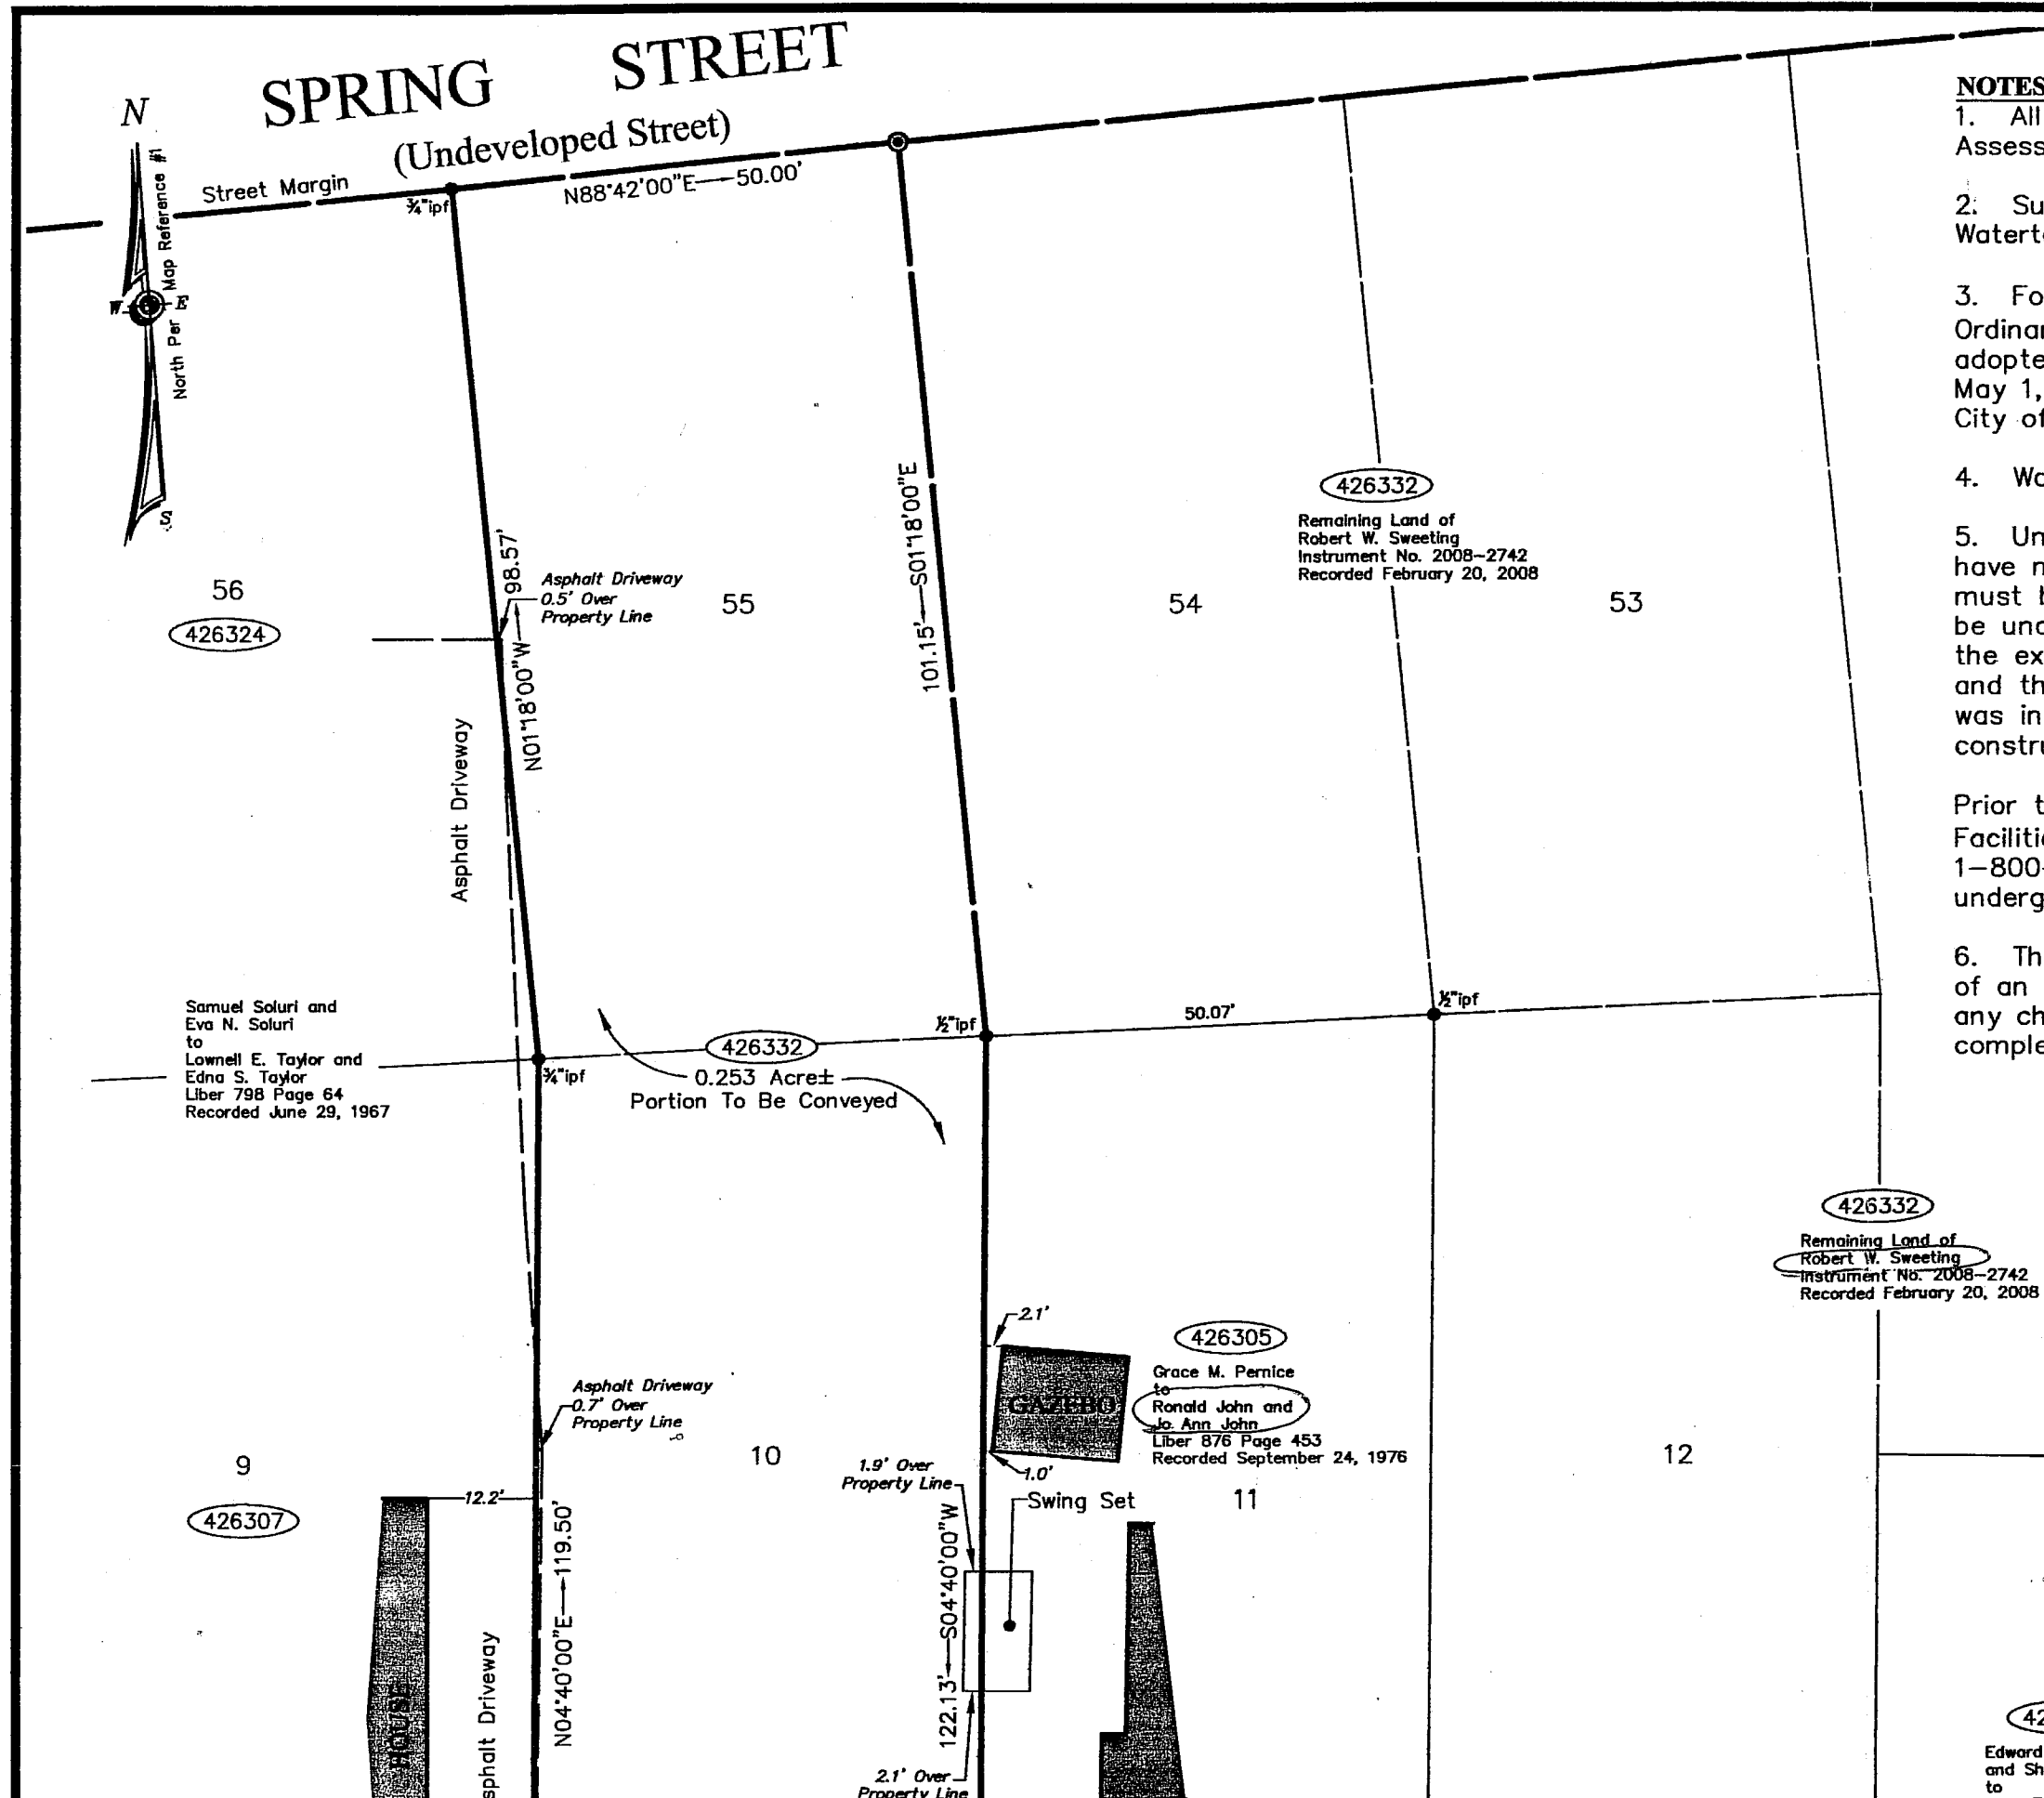 SPRING STREET
(Undeveloped Street)
N
W
E
S
North Per Map Reference #1
Street Margin
¾"ipf
N88°42'00"E 50.00'
98.57'
N01°18'00"W
Asphalt Driveway
0.5' Over
Property Line
101.15' S01°18'00"E
56
426324
55
54
53
426332
Remaining Land of
Robert W. Sweeting
Instrument No. 2008-2742
Recorded February 20, 2008
Asphalt Driveway
Samuel Soluri and
Eva N. Soluri
to
Lownell E. Taylor and
Edna S. Taylor
Liber 798 Page 64
Recorded June 29, 1967
¾"ipf
426332
0.253 Acre±
Portion To Be Conveyed
½"ipf
50.07'
½"ipf
426332
Remaining Land of
Robert W. Sweeting
Instrument No. 2008-2742
Recorded February 20, 2008
2.1'
GAZEBO
1.0'
426305
Grace M. Pernice
to
Ronald John and
Jo Ann John
Liber 876 Page 453
Recorded September 24, 1976
Asphalt Driveway
0.7' Over
Property Line
9
426307
10
11
12
12.2'
1.9' Over
Property Line
Swing Set
N04°40'00"E 119.50'
122.13' S04°40'00"W
HOUSE
sphalt Driveway
2.1' Over
Property Line
NOTES
1. All
Assess
2. Su
Watert
3. Fo
Ordinar
adopte
May 1,
City of
4. Wa
5. Un
have n
must b
be und
the ex
and th
was in
constru
Prior t
Faciliti
1-800-
underg
6. Th
of an
any ch
comple
42
Edward
and Sh
to